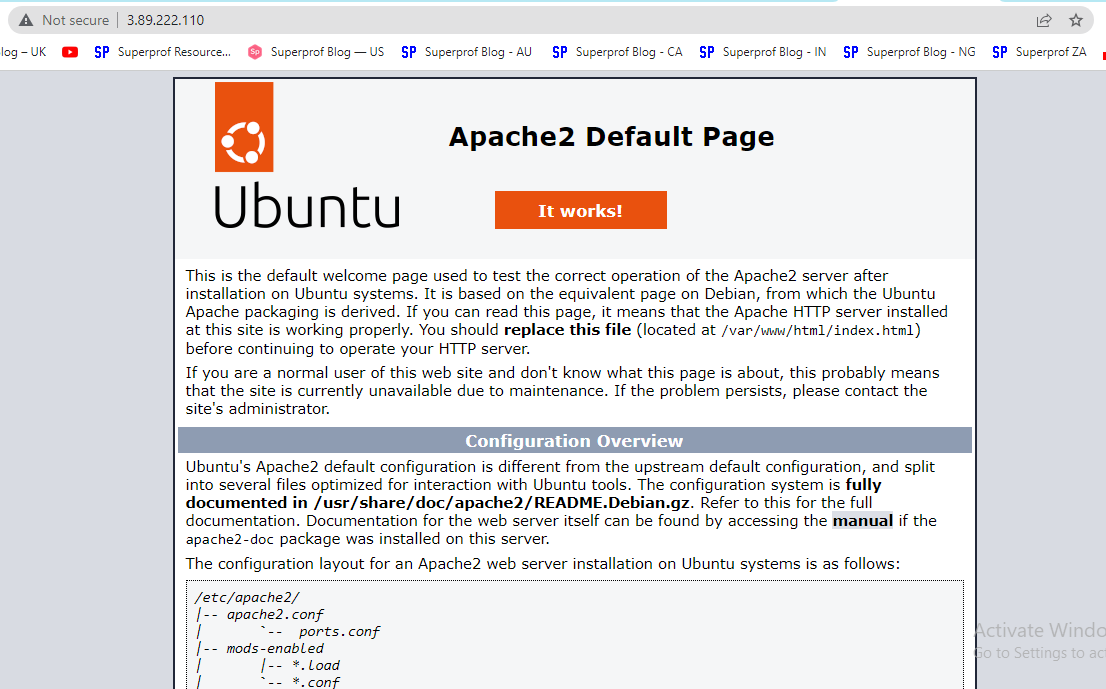 Not secure | 3.89.222.110
log – UK SP Superprof Resource... Sp Superprof Blog — US SP Superprof Blog - AU SP Superprof Blog - CA SP Superprof Blog - IN SP Superprof Blog - NG SP Superprof ZA
Apache2 Default Page
Ubuntu
It works!
This is the default welcome page used to test the correct operation of the Apache2 server after
installation on Ubuntu systems. It is based on the equivalent page on Debian, from which the Ubuntu
Apache packaging is derived. If you can read this page, it means that the Apache HTTP server installed
at this site is working properly. You should replace this file (located at /var/www/html/index.html)
before continuing to operate your HTTP server.
If you are a normal user of this web site and don't know what this page is about, this probably means
that the site is currently unavailable due to maintenance. If the problem persists, please contact the
site's administrator.
Configuration Overview
Ubuntu's Apache2 default configuration is different from the upstream default configuration, and split
into several files optimized for interaction with Ubuntu tools. The configuration system is fully
documented in /usr/share/doc/apache2/README.Debian.gz. Refer to this for the full
documentation. Documentation for the web server itself can be found by accessing the manual if the
apache2-doc package was installed on this server.
The configuration layout for an Apache2 web server installation on Ubuntu systems is as follows:
/etc/apache2/
|-- apache2.conf
|       `--  ports.conf
|-- mods-enabled
|       |-- *.load
|       `-- *.conf
Activate Windo
Go to Settings to act